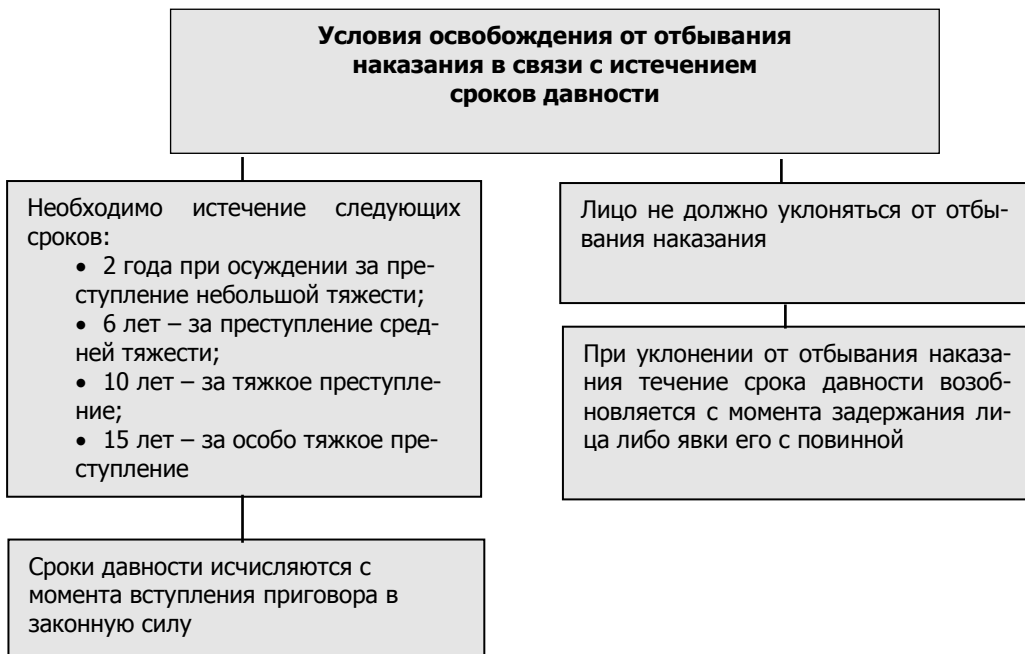 Условия освобождения от отбывания
наказания в связи с истечением
сроков давности
Необходимо истечение следующих
сроков:
• 2 года при осуждении за пре-
ступление небольшой тяжести;
• 6 лет – за преступление сред-
ней тяжести;
• 10 лет – за тяжкое преступле-
ние;
• 15 лет – за особо тяжкое пре-
ступление
Сроки давности исчисляются с
момента вступления приговора в
законную силу
Лицо не должно уклоняться от отбы-
вания наказания
При уклонении от отбывания наказа-
ния течение срока давности возоб-
новляется с момента задержания ли-
ца либо явки его с повинной